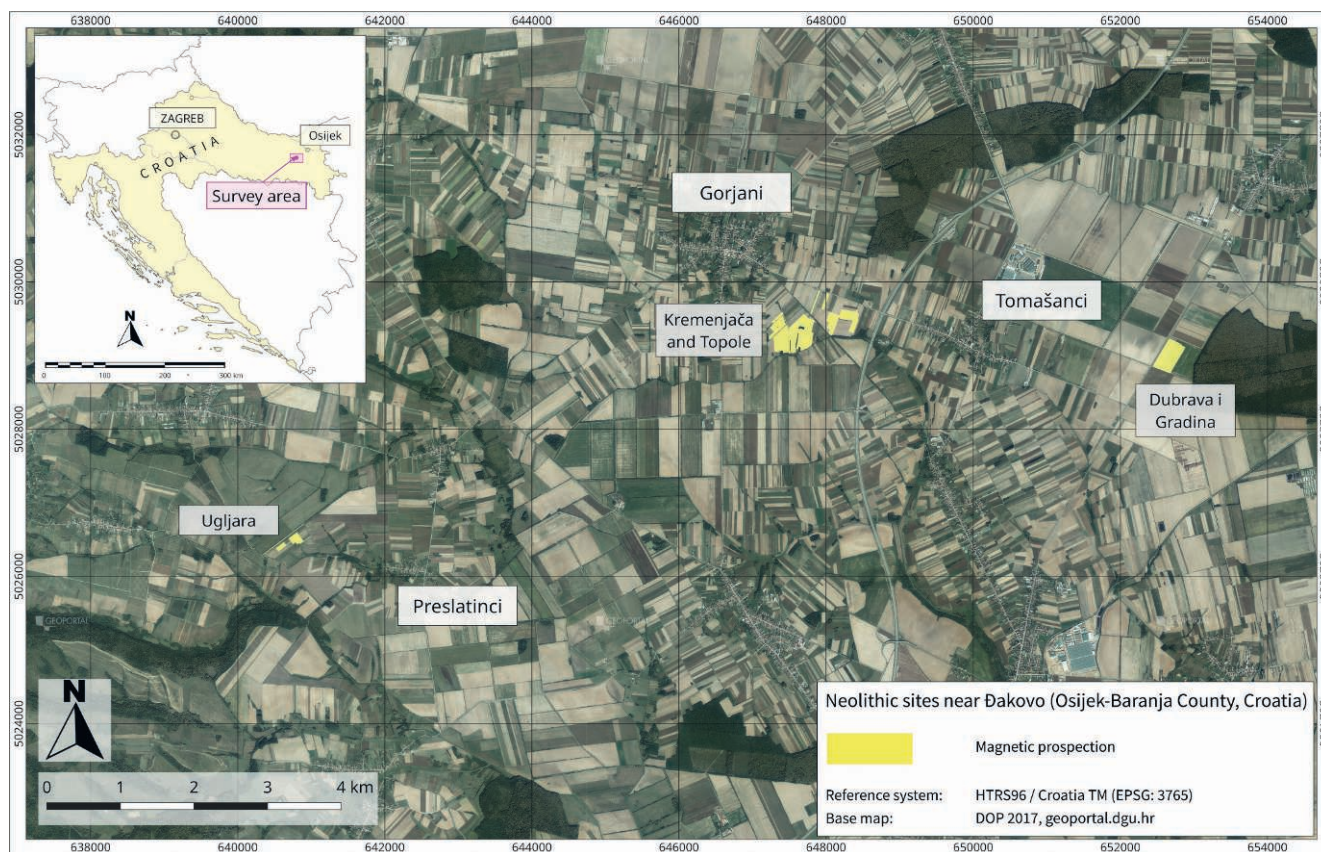 638000 640000 642000 644000 646000 648000 650000 652000 654000
ZAGREB
Osijek
CROATIA
Survey area
N
0 100 200 300 km
5032000
5030000
5028000
5026000
5024000
GEOPORTAL
Gorjani
Tomašanci
Kremenjača
and Topole
Dubrava i
Gradina
Ugljara
Preslatinci
GEOPORTAL
GEOPORTAL
GEOPORTAL
N
0 1 2 3 4 km
Neolithic sites near Đakovo (Osijek-Baranja County, Croatia)
Magnetic prospection
Reference system: HTRS96 / Croatia TM (EPSG: 3765)
Base map: DOP 2017, geoportal.dgu.hr
638000 640000 642000 644000 646000 648000 650000 652000 654000